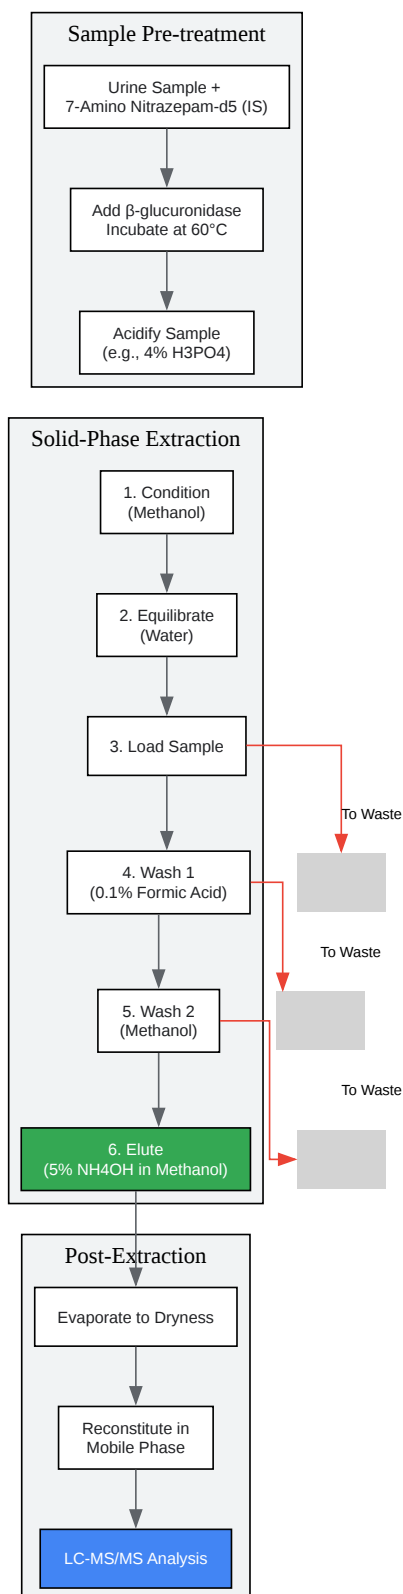 Sample Pre-treatment
Urine Sample +
7-Amino Nitrazepam-d5 (IS)
Add β-glucuronidase
Incubate at 60°C
Acidify Sample
(e.g., 4% H3PO4)
Solid-Phase Extraction
1. Condition
(Methanol)
2. Equilibrate
(Water)
3. Load Sample
To Waste
4. Wash 1
(0.1% Formic Acid)
To Waste
5. Wash 2
(Methanol)
To Waste
6. Elute
(5% NH4OH in Methanol)
Post-Extraction
Evaporate to Dryness
Reconstitute in
Mobile Phase
LC-MS/MS Analysis